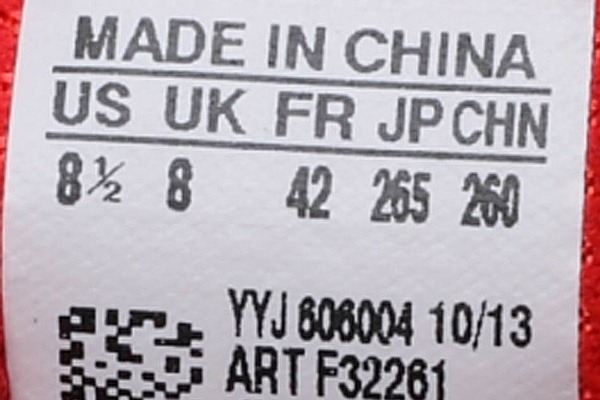 MADE IN CHINA
US UK FR JP CHN
8½ 8 42 265 260
YYJ 606004 10/13
ART F32261